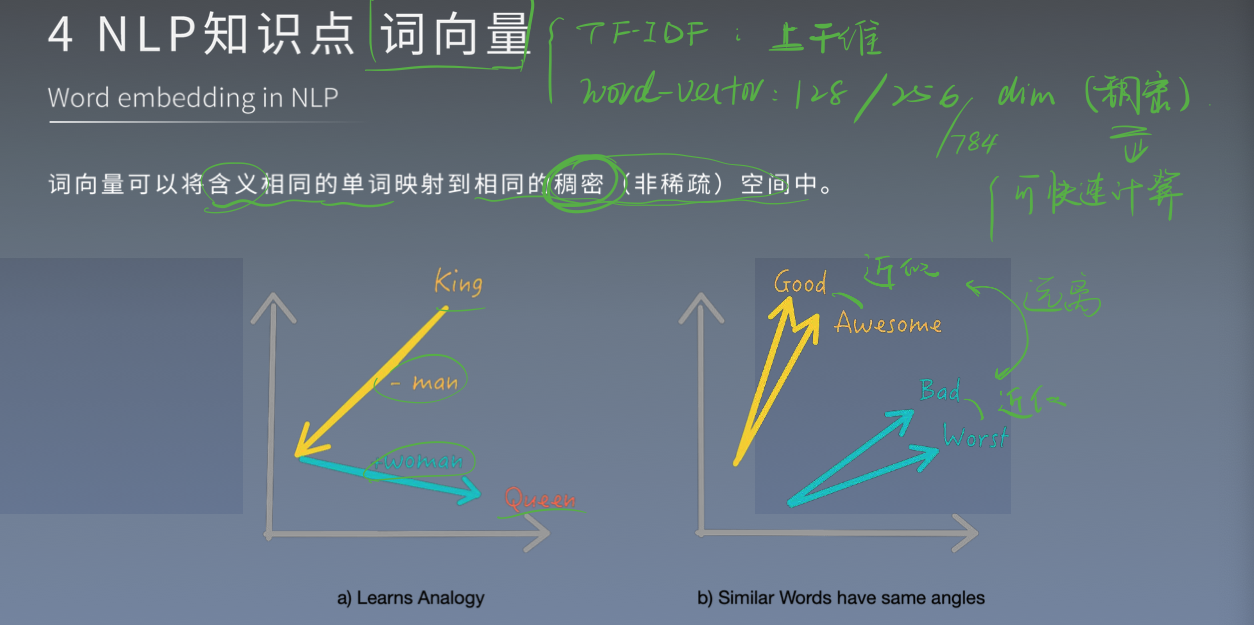 4 NLP知识点 词向量
TF-IDF : 上千维
Word embedding in NLP
word-vector: 128 / 256 dim (稠密)
/784
词向量可以将含义相同的单词映射到相同的稠密（非稀疏）空间中。
可快速计算
King
- man
+woman
Queen
a) Learns Analogy
Good
近似
Awesome
远离
Bad
近似
Worst
b) Similar Words have same angles